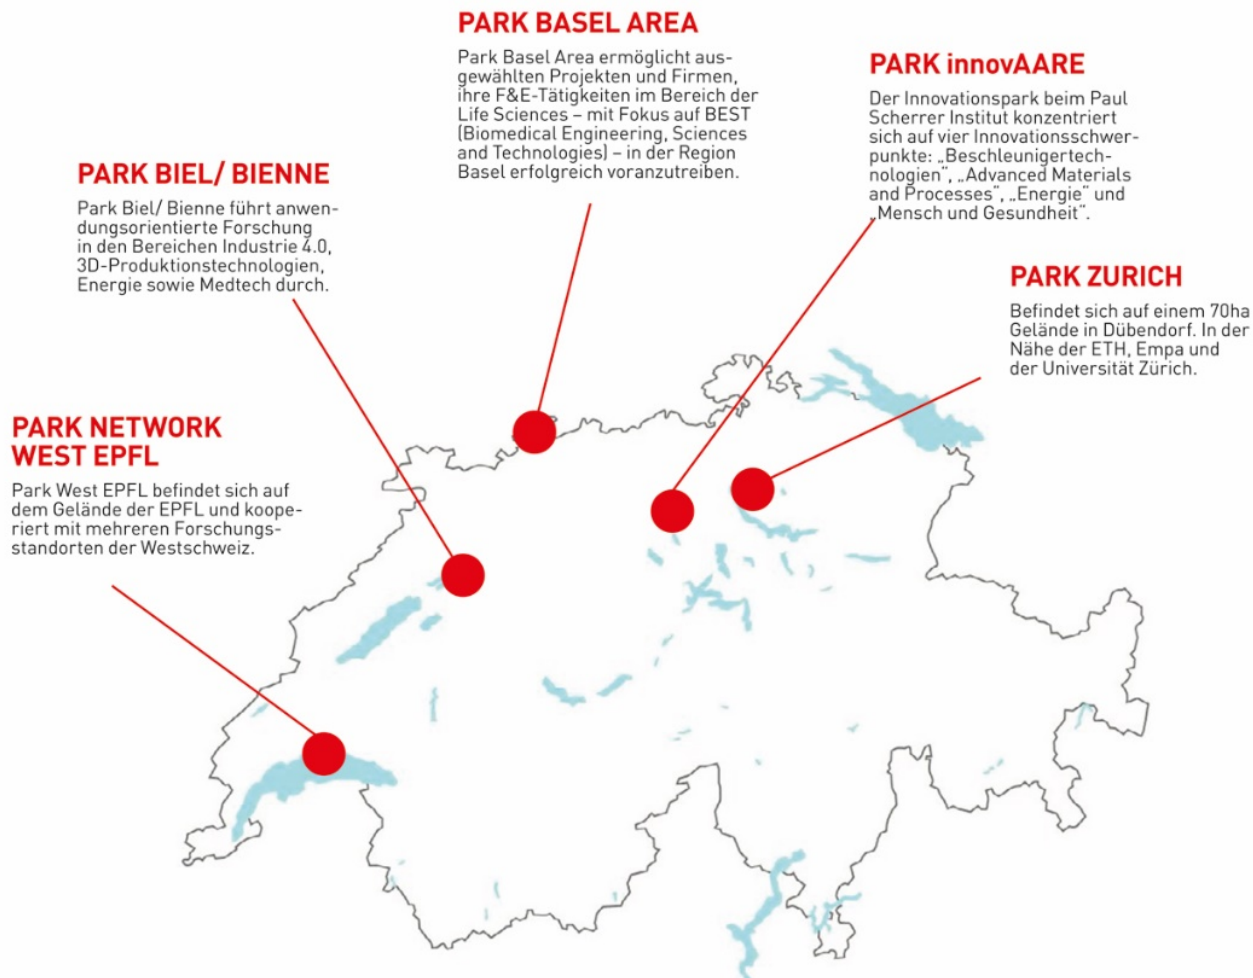 PARK BASEL AREA
Park Basel Area ermöglicht aus-
gewählten Projekten und Firmen,
ihre F&E-Tätigkeiten im Bereich der
Life Sciences – mit Fokus auf BEST
(Biomedical Engineering, Sciences
and Technologies) – in der Region
Basel erfolgreich voranzutreiben.
PARK innovAARE
Der Innovationspark beim Paul
Scherrer Institut konzentriert
sich auf vier Innovationsschwer-
punkte: „Beschleunigertech-
nologien“, „Advanced Materials
and Processes“, „Energie“ und
„Mensch und Gesundheit“.
PARK BIEL/ BIENNE
Park Biel/ Bienne führt anwen-
dungsorientierte Forschung
in den Bereichen Industrie 4.0,
3D-Produktionstechnologien,
Energie sowie Medtech durch.
PARK ZURICH
Befindet sich auf einem 70ha
Gelände in Dübendorf. In der
Nähe der ETH, Empa und
der Universität Zürich.
PARK NETWORK
WEST EPFL
Park West EPFL befindet sich auf
dem Gelände der EPFL und koope-
riert mit mehreren Forschungs-
standorten der Westschweiz.